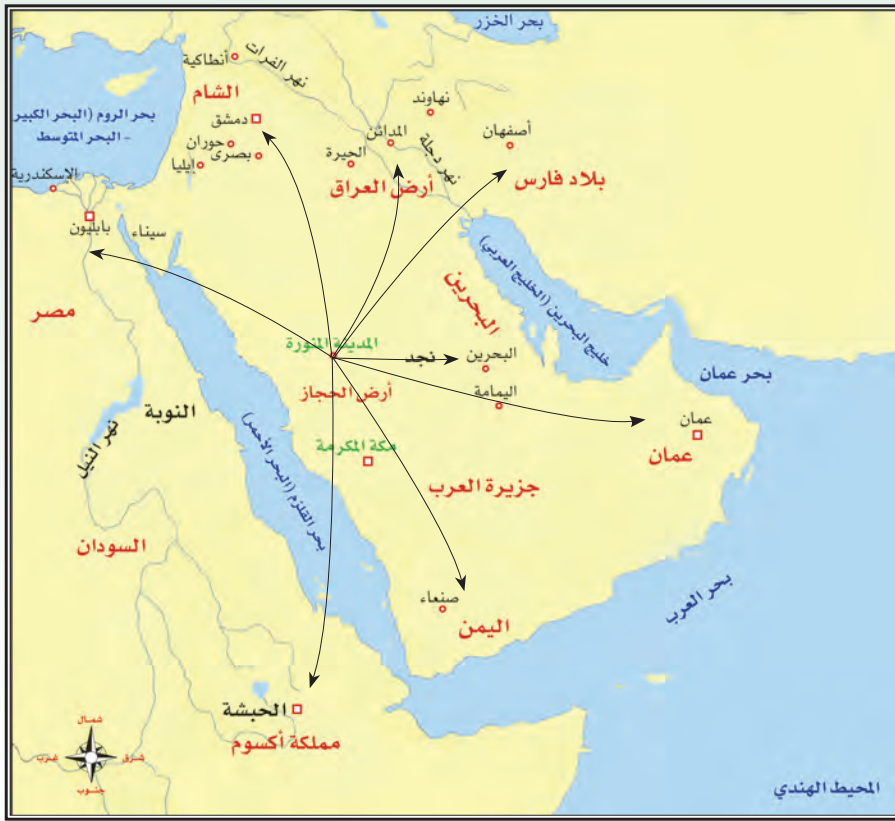 بحر الخزر
أنطاكية
نهر الفرات
الشام
نهاوند
بحر الروم (البحر الكبير
- البحر المتوسط
دمشق
حوران
بصرى
إيليا
المدائن
الحيرة
نهر دجلة
أصفهان
أرض العراق
بلاد فارس
الإسكندرية
بابليون
سيناء
مصر
البحرين
خليج البحرين (الخليج العربي)
المدينة المنورة
نجد
البحرين
بحر عمان
أرض الحجاز
اليمامة
النوبة
عمان
عمان
نهر النيل
مكة المكرمة
بحر القلزم (البحر الأحمر)
جزيرة العرب
السودان
بحر العرب
صنعاء
اليمن
الحبشة
مملكة أكسوم
شمال
غرب
شرق
جنوب
المحيط الهندي